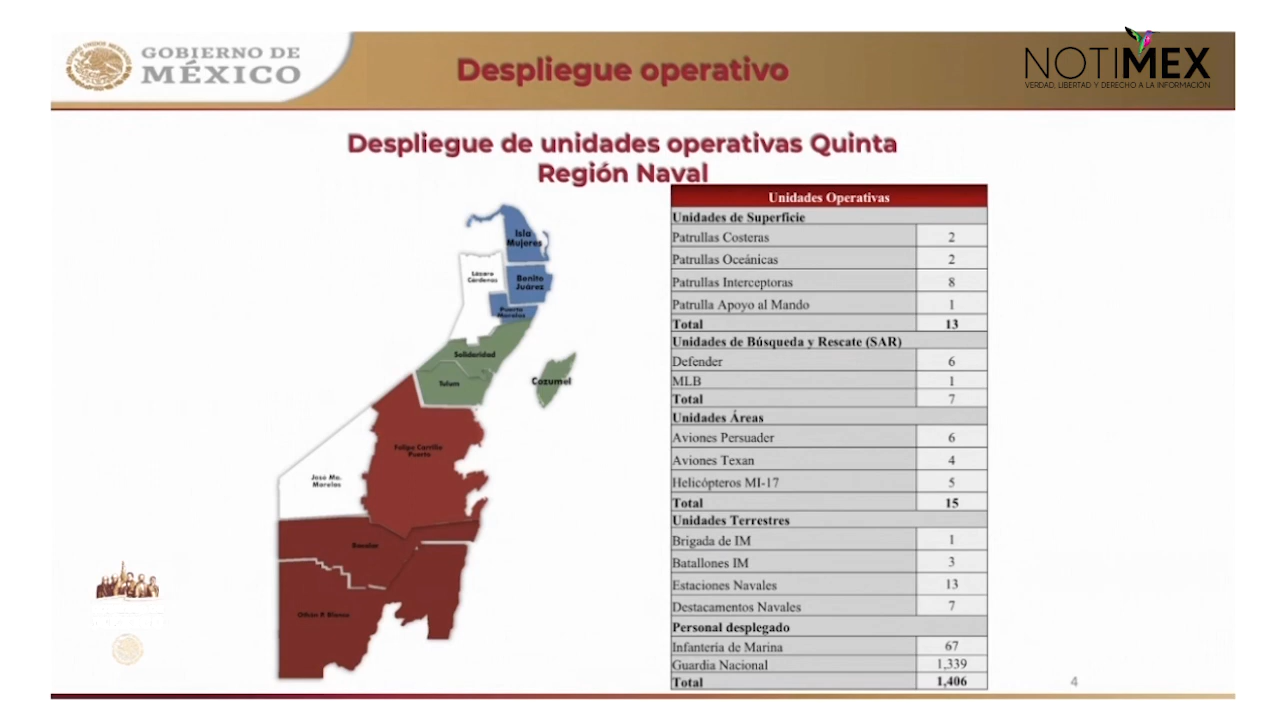 GOBIERNO DE
MÉXICO
Despliegue operativo
NOTIMEX
VERDAD, LIBERTAD Y DERECHO A LA INFORMACIÓN
Despliegue de unidades operativas Quinta
Región Naval
Isla
Mujeres
Lázaro
Cárdenas
Benito
Juárez
Puerto
Morelos
Solidaridad
Tulum
Cozumel
Felipe Carrillo
Puerto
José Ma.
Morelos
Bacalar
Othón P. Blanco
Unidades Operativas
Unidades de Superficie
Patrullas Costeras 2
Patrullas Oceánicas 2
Patrullas Interceptoras 8
Patrulla Apoyo al Mando 1
Total 13
Unidades de Búsqueda y Rescate (SAR)
Defender 6
MLB 1
Total 7
Unidades Áreas
Aviones Persuader 6
Aviones Texan 4
Helicópteros MI-17 5
Total 15
Unidades Terrestres
Brigada de IM 1
Batallones IM 3
Estaciones Navales 13
Destacamentos Navales 7
Personal desplegado
Infantería de Marina 67
Guardia Nacional 1,339
Total 1,406
4